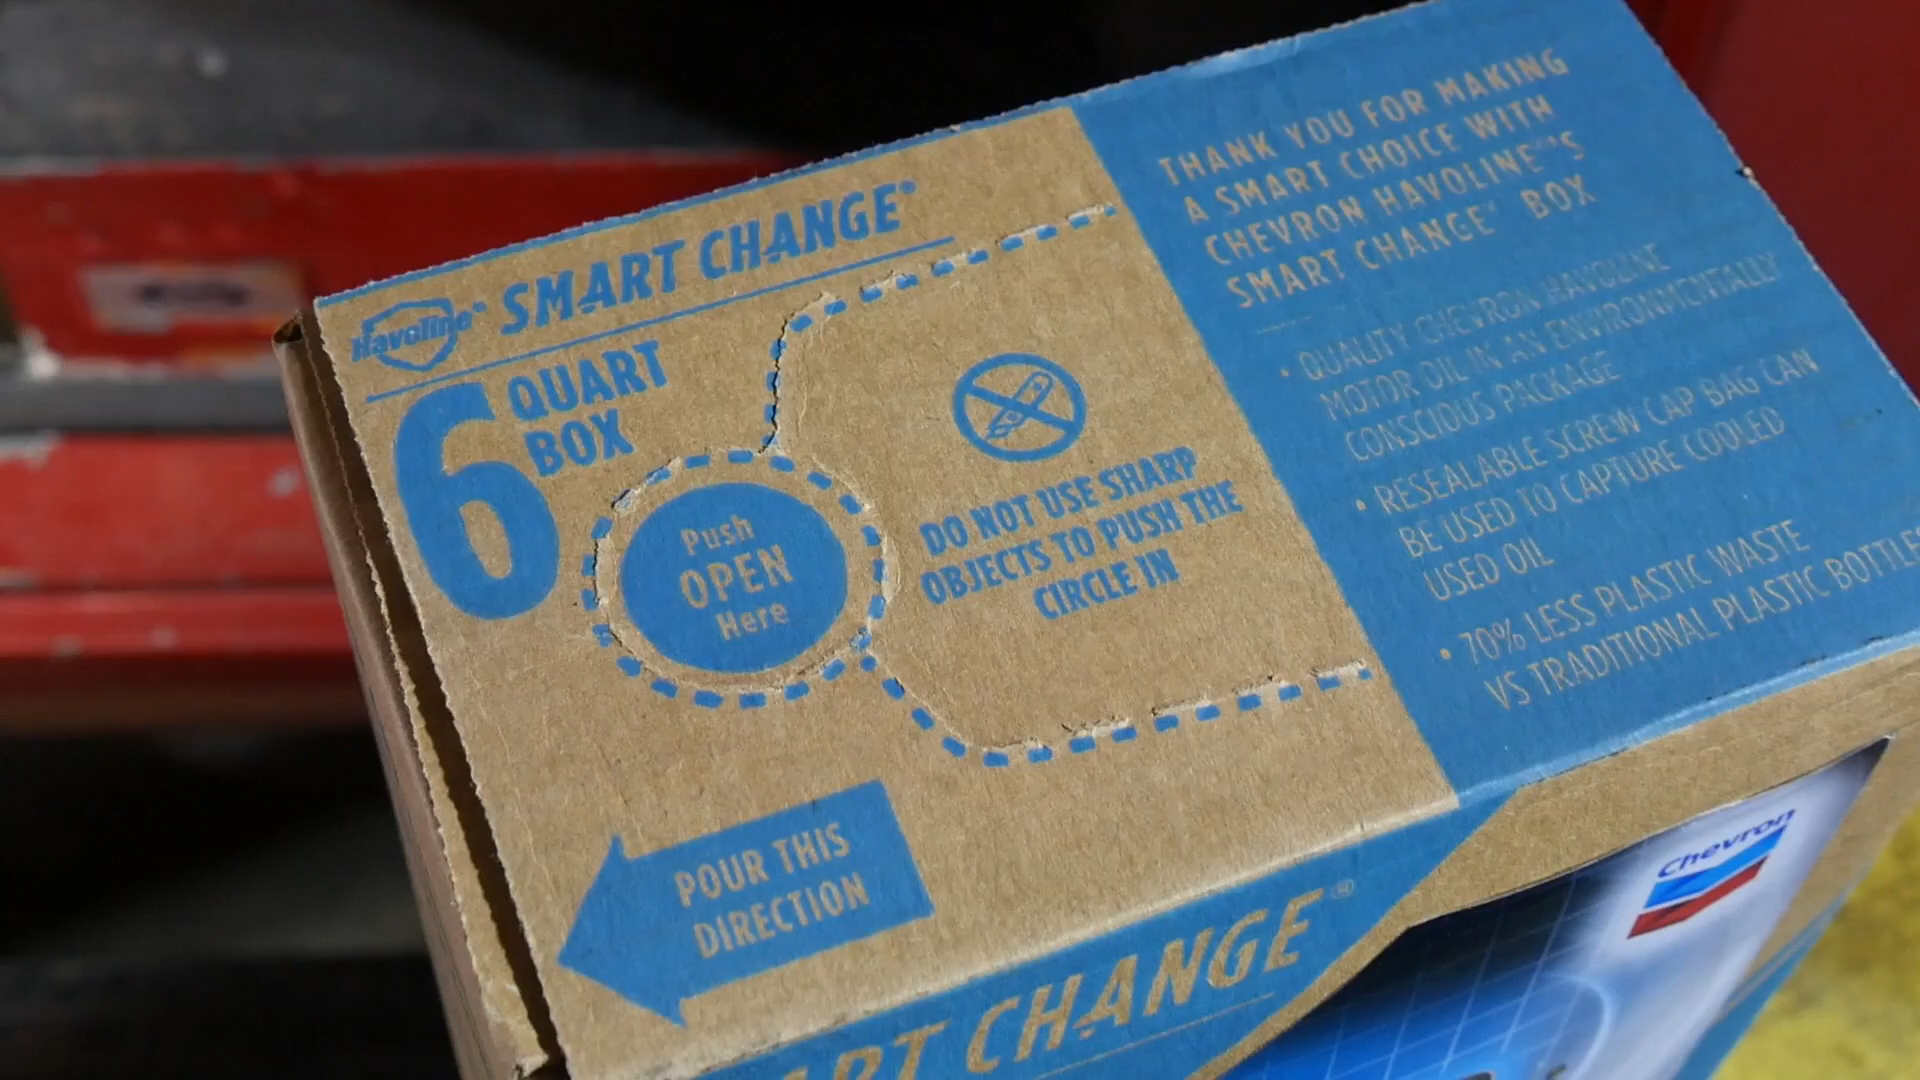 Havoline® SMART CHANGE®
6 QUART
BOX
Push
OPEN
Here
DO NOT USE SHARP
OBJECTS TO PUSH THE
CIRCLE IN
POUR THIS
DIRECTION
THANK YOU FOR MAKING
A SMART CHOICE WITH
CHEVRON HAVOLINE®'S
SMART CHANGE® BOX
• QUALITY CHEVRON HAVOLINE
MOTOR OIL IN AN ENVIRONMENTALLY
CONSCIOUS PACKAGE
• RESEALABLE SCREW CAP BAG CAN
BE USED TO CAPTURE COOLED
USED OIL
• 70% LESS PLASTIC WASTE
VS TRADITIONAL PLASTIC BOTTLES
ART CHANGE®
Chevron